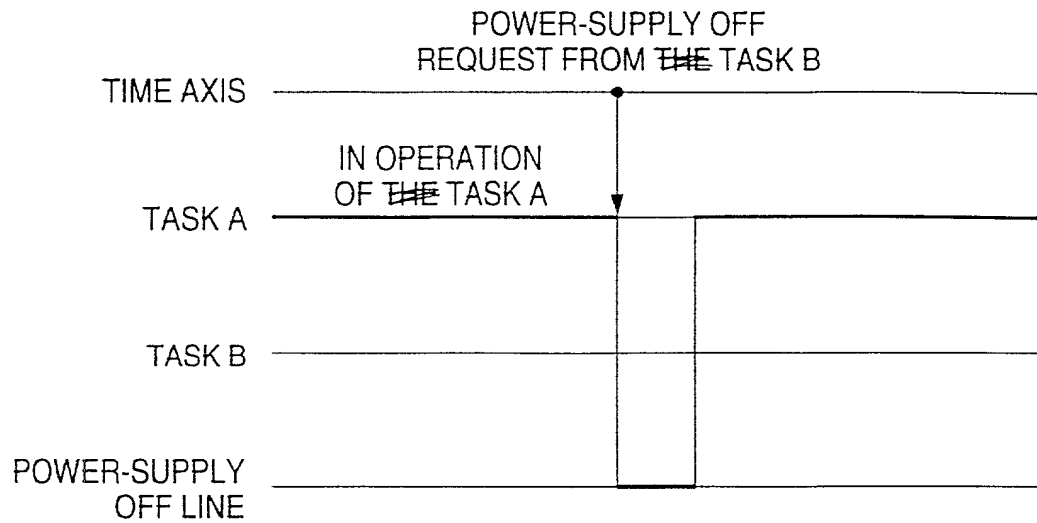 POWER-SUPPLY OFF
REQUEST FROM THE TASK B
TIME AXIS
IN OPERATION
OF THE TASK A
TASK A
TASK B
POWER-SUPPLY
OFF LINE